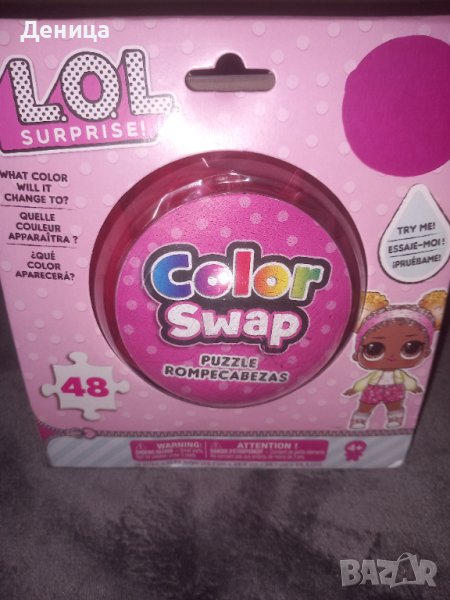 Деница
L.O.L.
SURPRISE!
WHAT COLOR
WILL IT
CHANGE TO?
QUELLE
COULEUR
APPARAÎTRA ?
¿QUÉ
COLOR
APARECERÁ?
TRY ME!
ESSAIE-MOI !
¡PRUÉBAME!
Color
Swap
PUZZLE
ROMPECABEZAS
48
WARNING:
ATTENTION !
4+
BAZAR